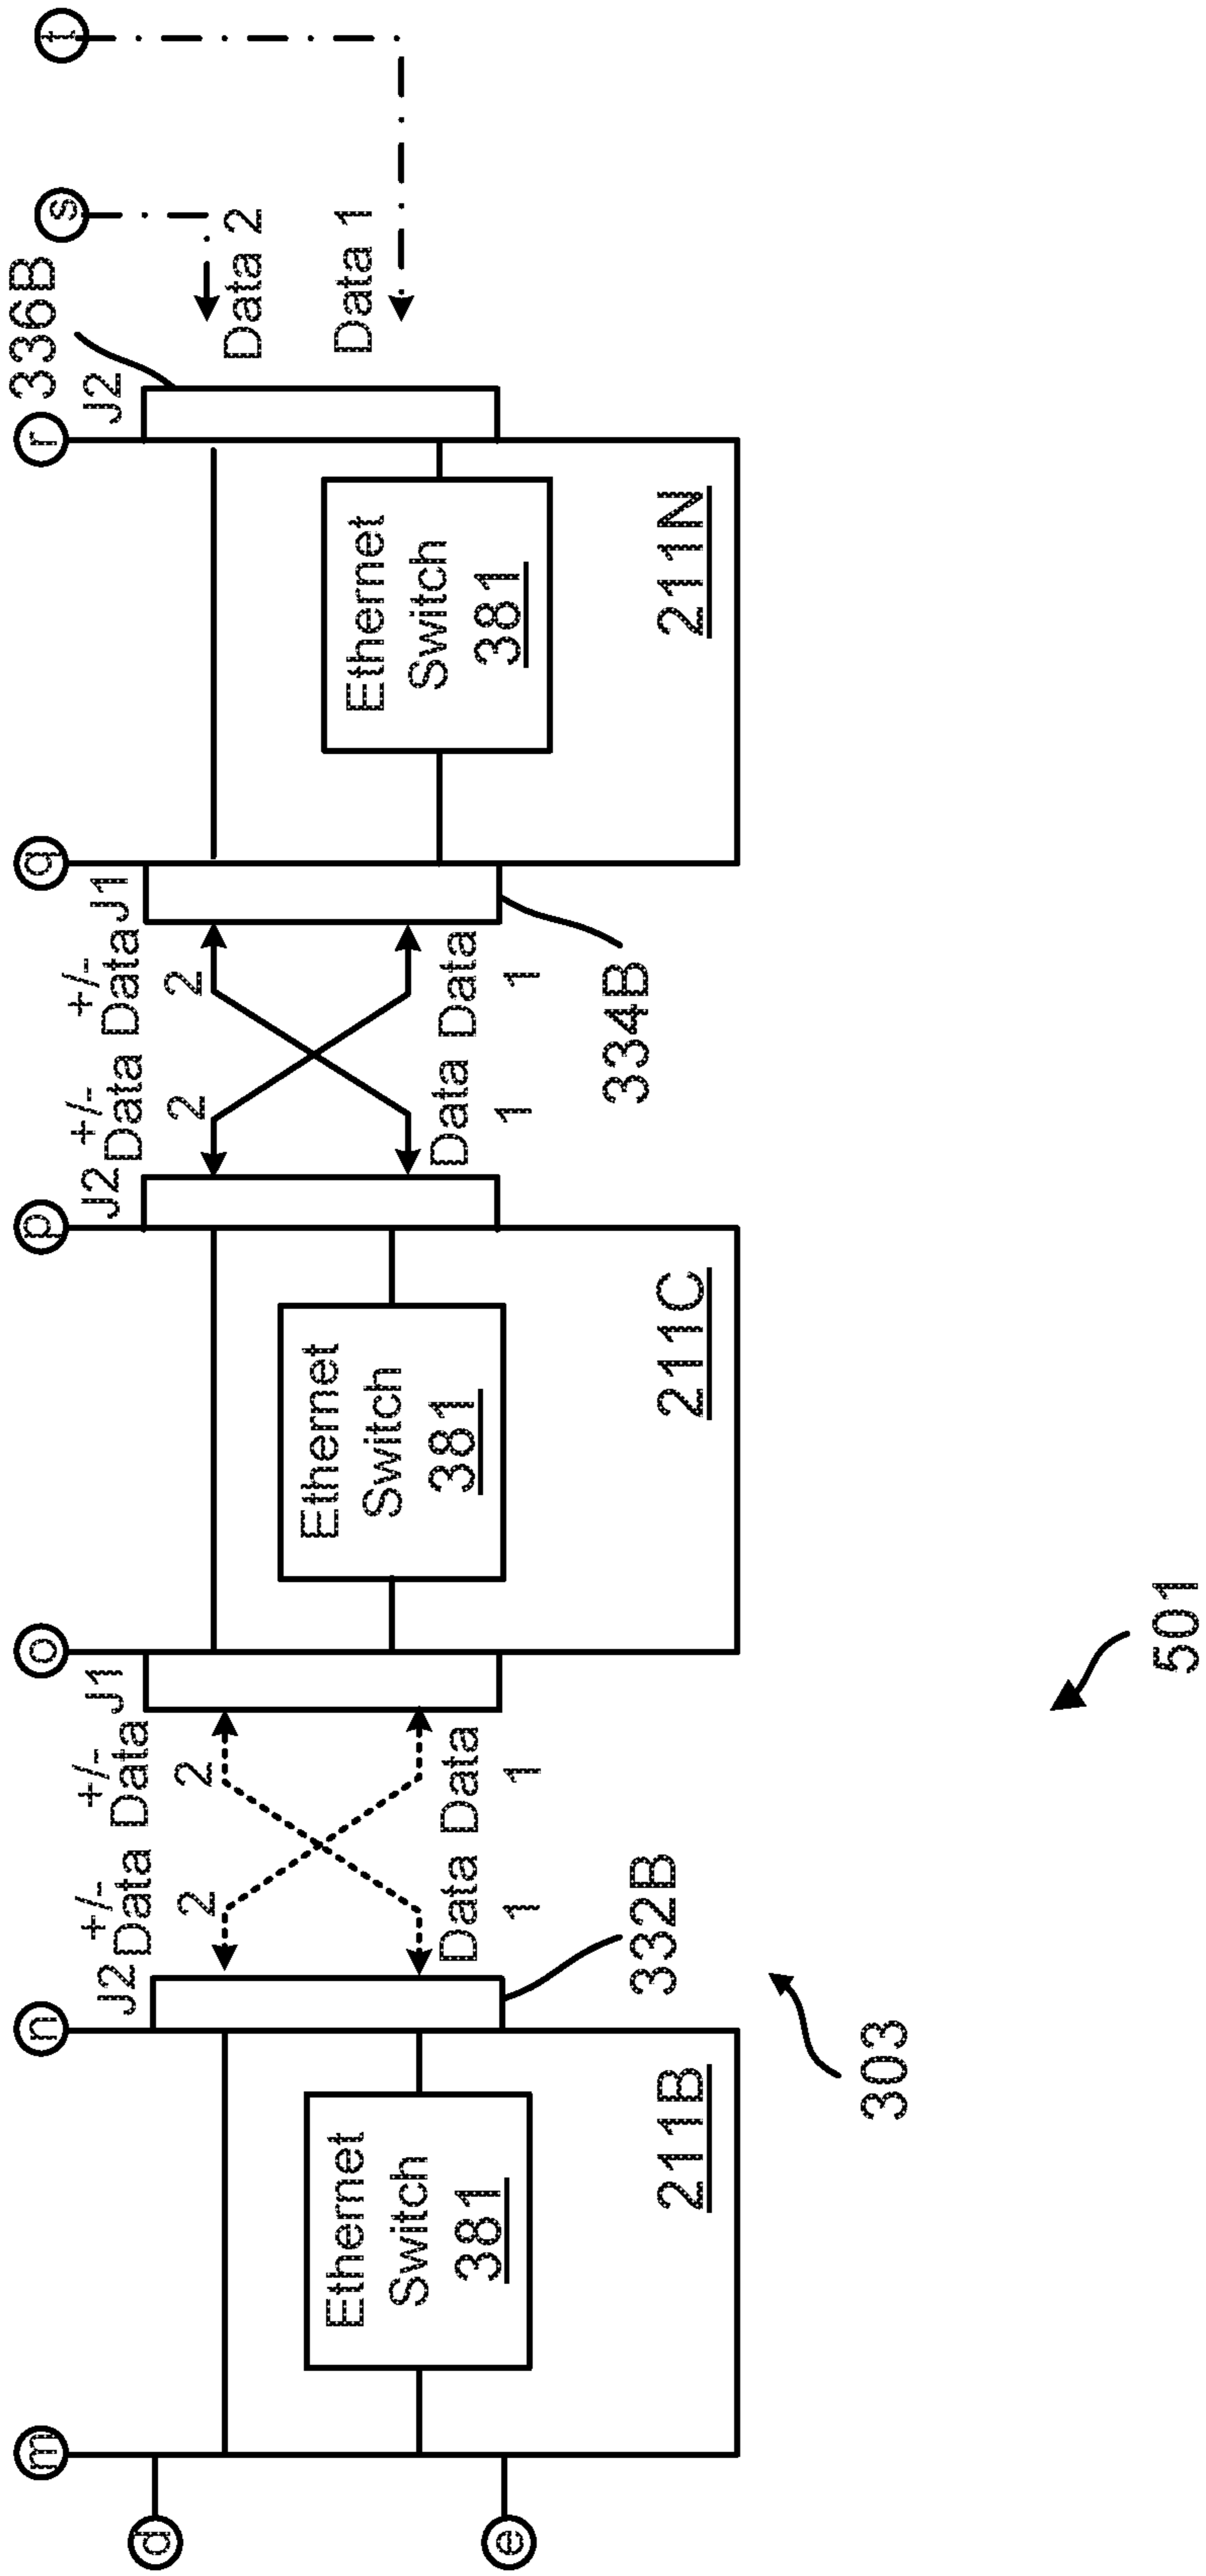 m
n
o
p
q
r
s
t
d
e
J2
+/-
Data
2
+/-
Data
2
J1
J2
+/-
Data
2
+/-
Data
2
J1
J2
336B
Data 2
Data 1
Data
1
Data
1
Data
1
Data
1
Ethernet
Switch
381
211B
Ethernet
Switch
381
211C
Ethernet
Switch
381
211N
332B
334B
303
501